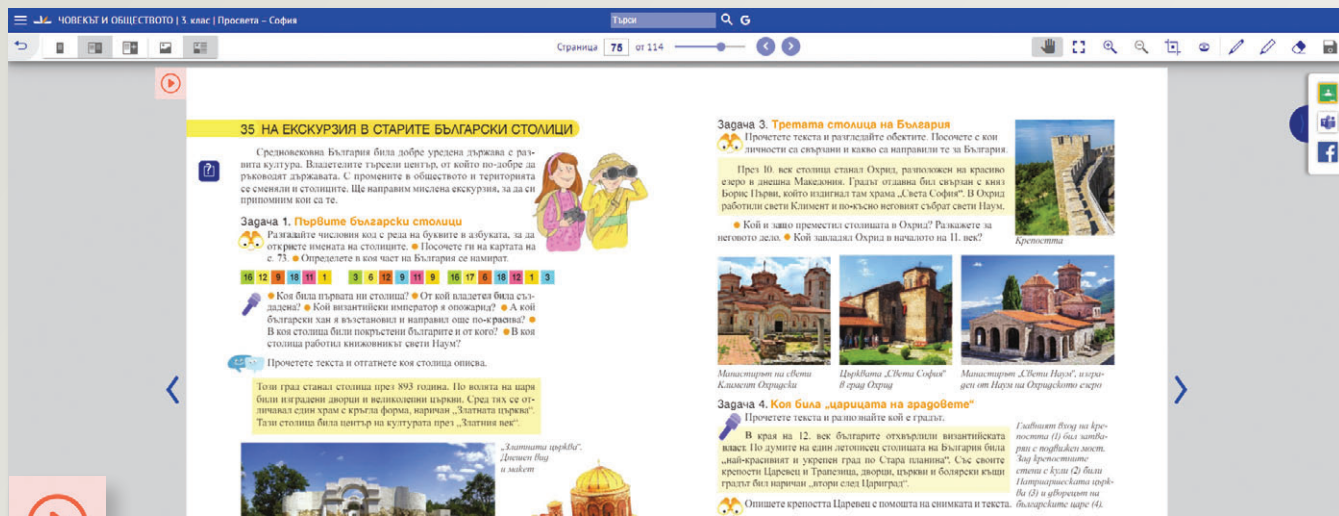 ЧОВЕКЪТ И ОБЩЕСТВОТО | 3. клас | Просвета – София
Търси
G
Страница 76 от 114
35 НА ЕКСКУРЗИЯ В СТАРИТЕ БЪЛГАРСКИ СТОЛИЦИ
Средновековна България била добре уредена държава с раз-
вита култура. Владетелите търсели център, от който по-добре да
ръководят държавата. С промените в обществото и територията
се сменяли и столиците. Ще направим мислена екскурзия, за да си
припомним кои са те.
Задача 1. Първите български столици
Разгадайте числовия код с реда на буквите в азбуката, за да
откриете имената на столиците. ● Посочете ги на картата на
с. 73. ● Определете в коя част на България се намират.
16 12 9 18 11 1 3 6 12 9 11 9 16 17 6 18 12 1 3
● Коя била първата ни столица? ● От кой владетел била съз-
дадена? ● Кой византийски император я опожарил? ● А кой
български хан я възстановил и направил още по-красива? ●
В коя столица били покръстени българите и от кого? ● В коя
столица работил книжовникът свети Наум?
Прочетете текста и отгатнете коя столица описва.
Този град станал столица през 893 година. По волята на царя
били изградени дворци и великолепни църкви. Сред тях се от-
личавал един храм с кръгла форма, наричан „Златната църква“.
Тази столица била център на културата през „Златния век“.
„Златната църква“.
Днешен вид
и макет
Задача 3. Третата столица на България
Прочетете текста и разгледайте обектите. Посочете с кои
личности са свързани и какво са направили те за България.
През 10. век столица станал Охрид, разположен на красиво
езеро в днешна Македония. Градът отдавна бил свързан с княз
Борис Първи, който издигнал там храма „Света София“. В Охрид
работили свети Климент и по-късно неговият събрат свети Наум.
● Кой и защо преместил столицата в Охрид? Разкажете за
неговото дело. ● Кой завладял Охрид в началото на 11. век?
Крепостта
Манастирът на свети
Климент Охридски
Църквата „Света София“
в град Охрид
Манастирът „Свети Наум“, изгра-
ден от Наум на Охридското езеро
Задача 4. Коя била „царицата на градовете“
Прочетете текста и разпознайте кой е градът.
В края на 12. век българите отхвърлили византийската
власт. По думите на един летописец столицата на България била
„най-красивият и укрепен град по Стара планина“. Със своите
крепости Царевец и Трапезица, дворци, църкви и болярски къщи
градът бил наричан „втори след Цариград“.
Опишете крепостта Царевец с помощта на снимката и текста.
Главният вход на кре-
постта (1) бил затва-
рян с подвижен мост.
Зад крепостните
стени с кули (2) били
Патриаршеската църк-
ва (3) и дворецът на
българските царе (4).